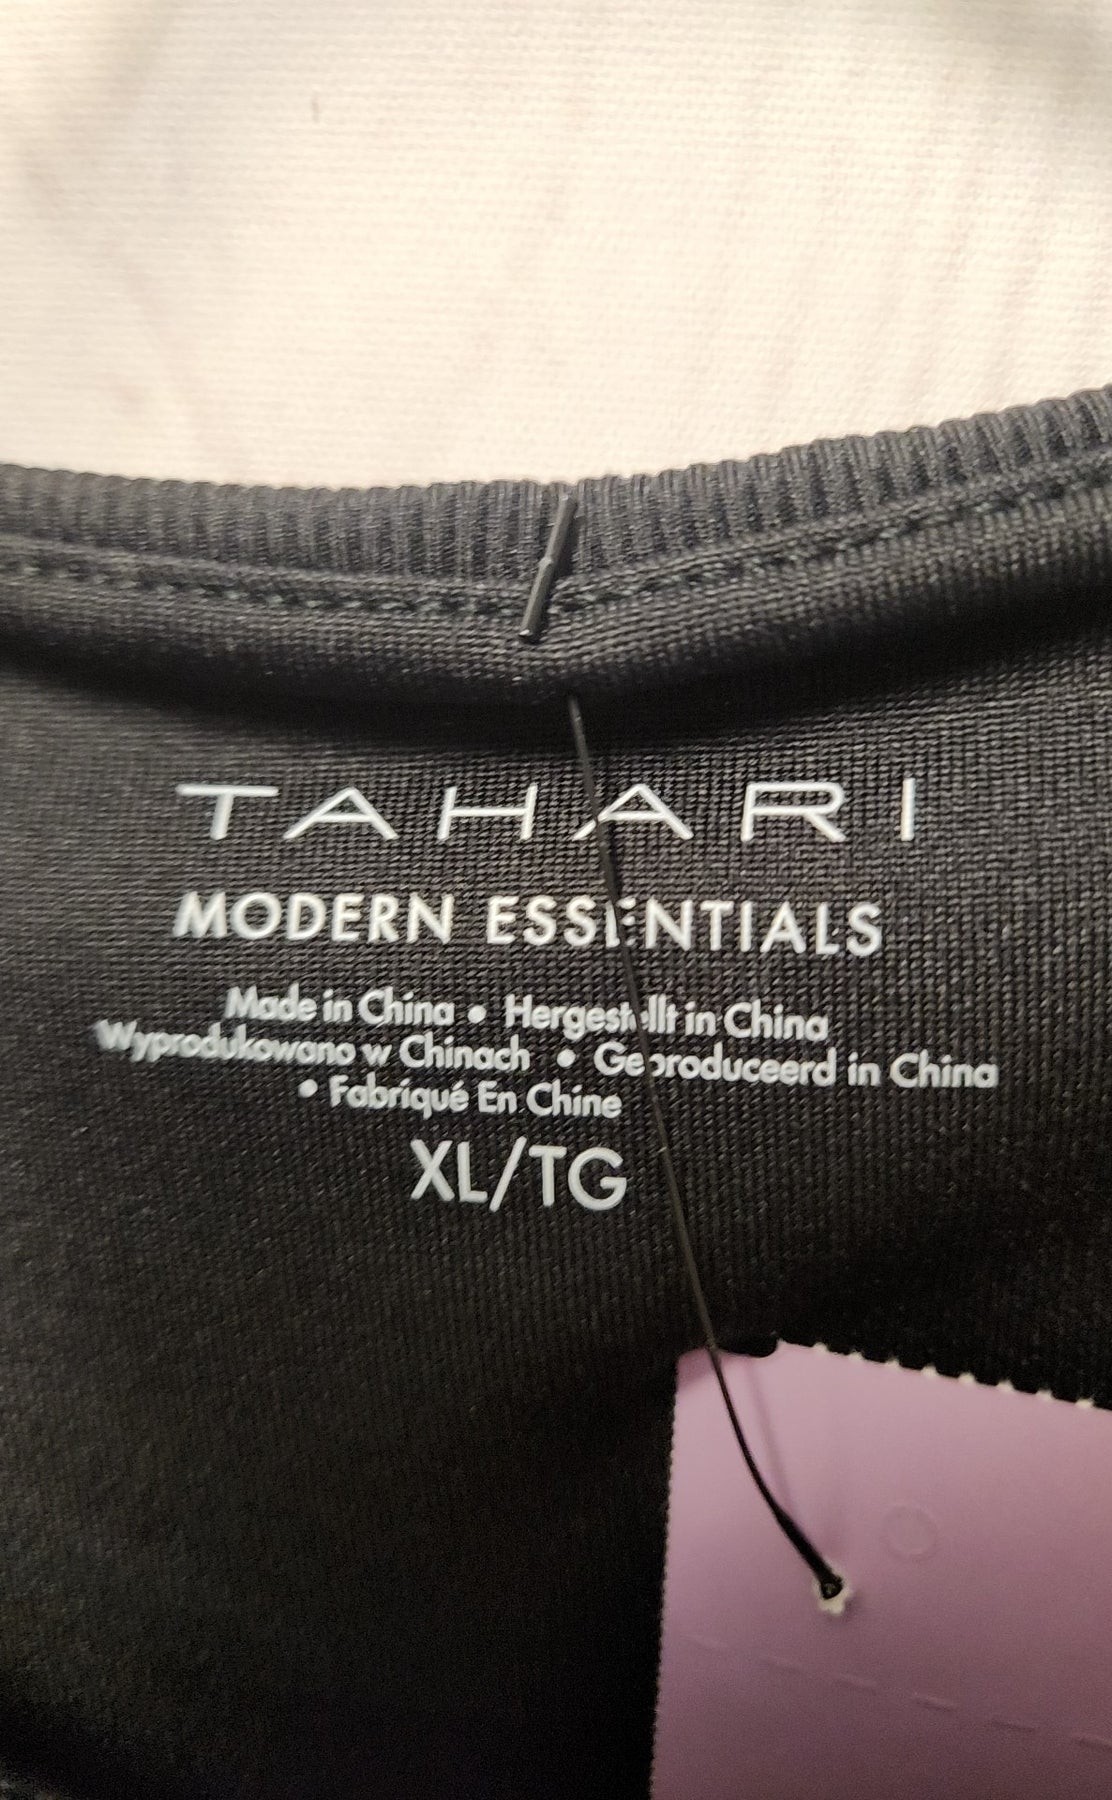 TAHARI
MODERN ESSENTIALS
Made in China • Hergestellt in China
Wyprodukowano w Chinach • Geproduceerd in China
• Fabriqué En Chine
XL/TG